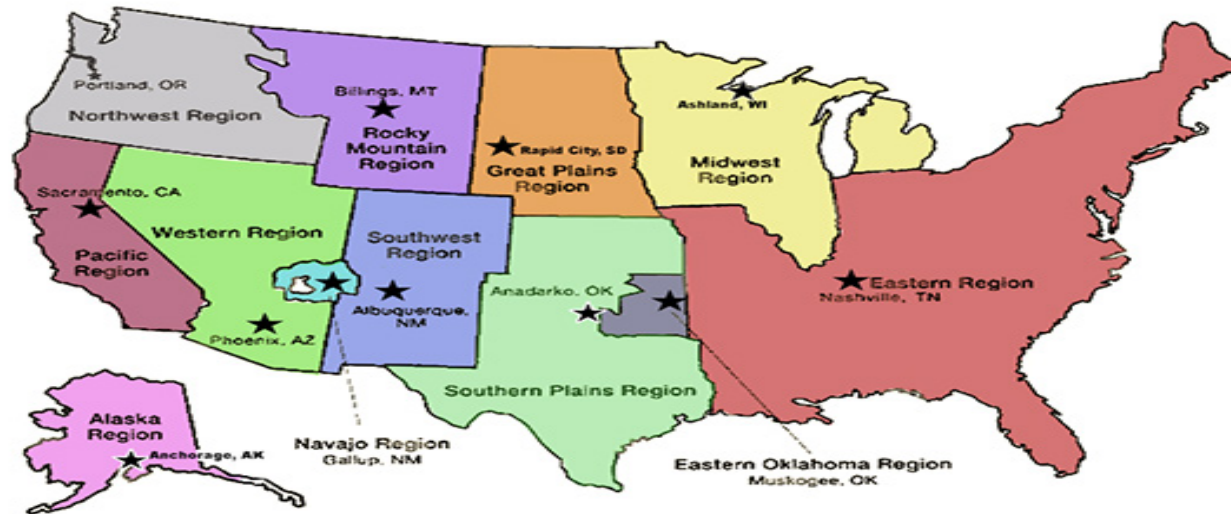 Portland, OR
Northwest Region
Billings, MT
Rocky
Mountain
Region
Rapid City, SD
Great Plains
Region
Ashland, WI
Midwest
Region
Sacramento, CA
Pacific
Region
Western Region
Phoenix, AZ
Southwest
Region
Albuquerque,
NM
Anadarko, OK
Southern Plains Region
Eastern Region
Nashville, TN
Alaska
Region
Anchorage, AK
Navajo Region
Gallup, NM
Eastern Oklahoma Region
Muskogee, OK